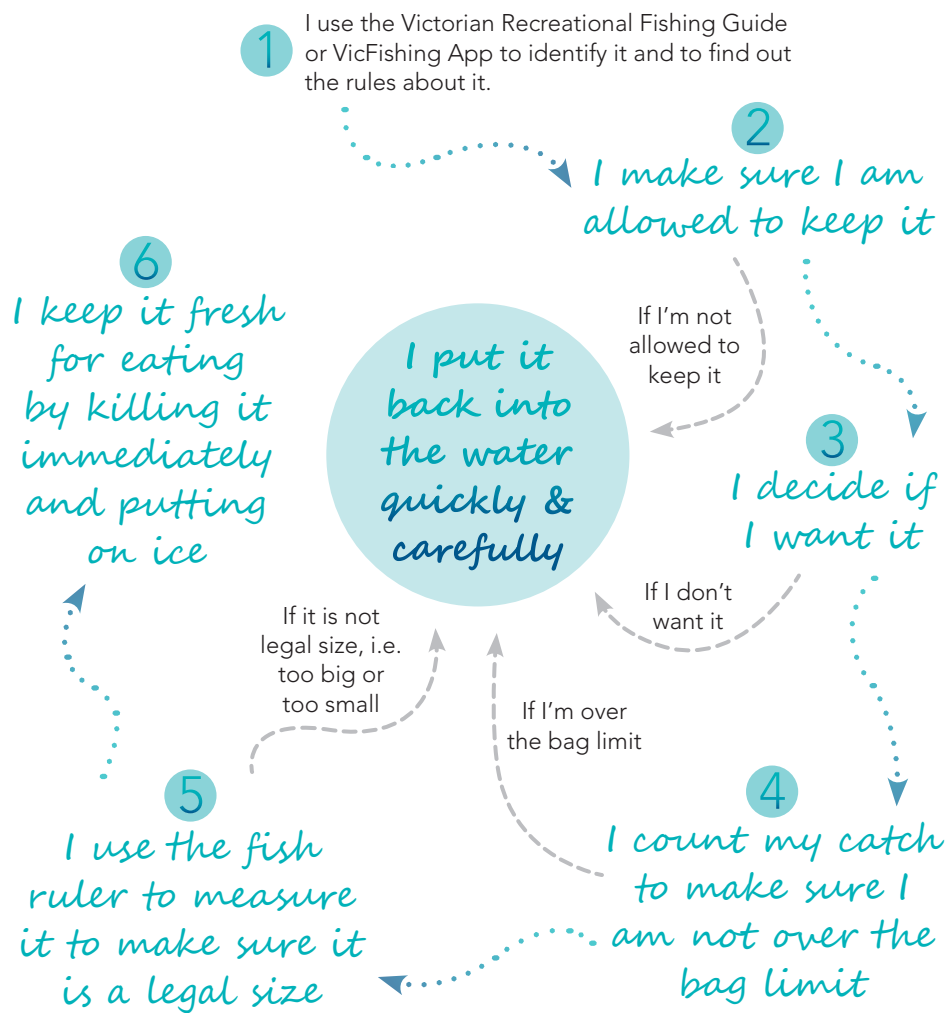 1
I use the Victorian Recreational Fishing Guide
or VicFishing App to identify it and to find out
the rules about it.
2
I make sure I am
allowed to keep it
If I'm not
allowed to
keep it
3
I decide if
I want it
If I don't
want it
4
I count my catch
to make sure I
am not over the
bag limit
If I'm over
the bag limit
5
I use the fish
ruler to measure
it to make sure it
is a legal size
If it is not
legal size, i.e.
too big or
too small
6
I keep it fresh
for eating
by killing it
immediately
and putting
on ice
I put it
back into
the water
quickly &
carefully